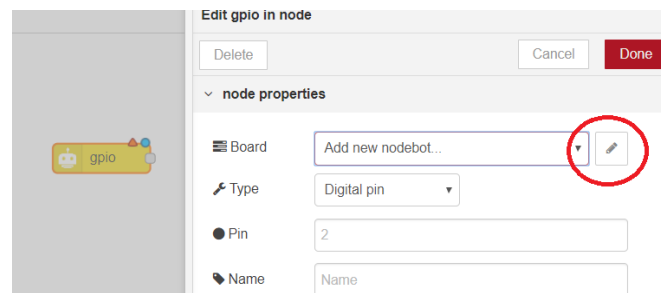 Edit gpio in node
Delete
Cancel
Done
node properties
gpio
Board
Add new nodebot...
Type
Digital pin
Pin
2
Name
Name